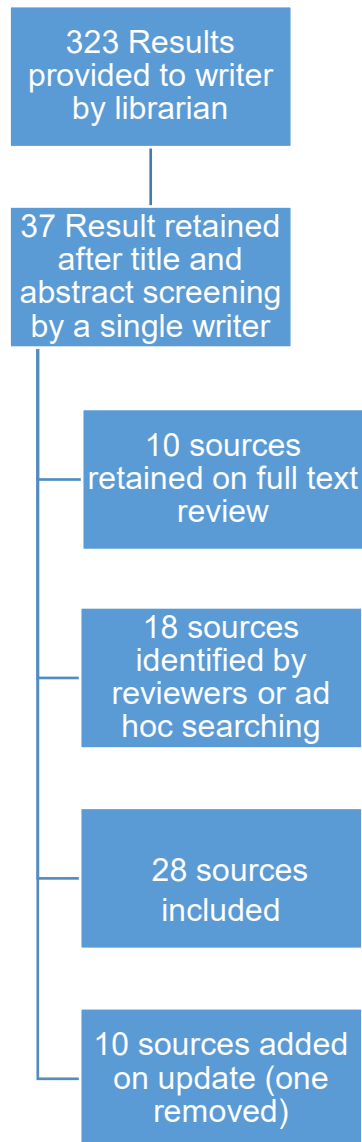 323 Results
provided to writer
by librarian
37 Result retained
after title and
abstract screening
by a single writer
10 sources
retained on full text
review
18 sources
identified by
reviewers or ad
hoc searching
28 sources
included
10 sources added
on update (one
removed)